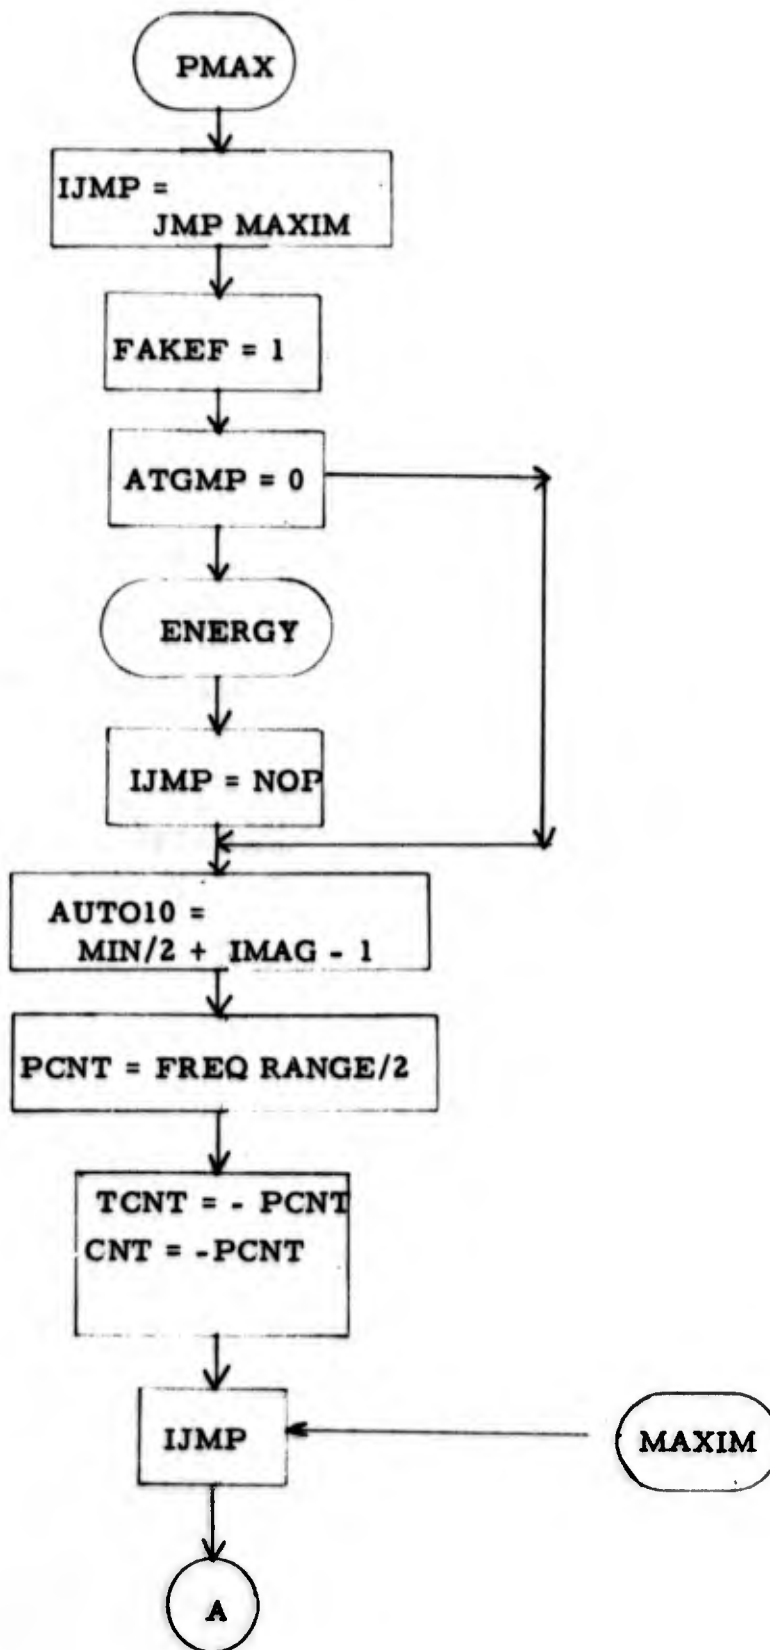 PMAX
IJMP =
JMP MAXIM
FAKEF = 1
ATGMP = 0
ENERGY
IJMP = NOP
AUTO10 =
MIN/2 + IMAG - 1
PCNT = FREQ RANGE/2
TCNT = - PCNT
CNT = -PCNT
IJMP
MAXIM
A